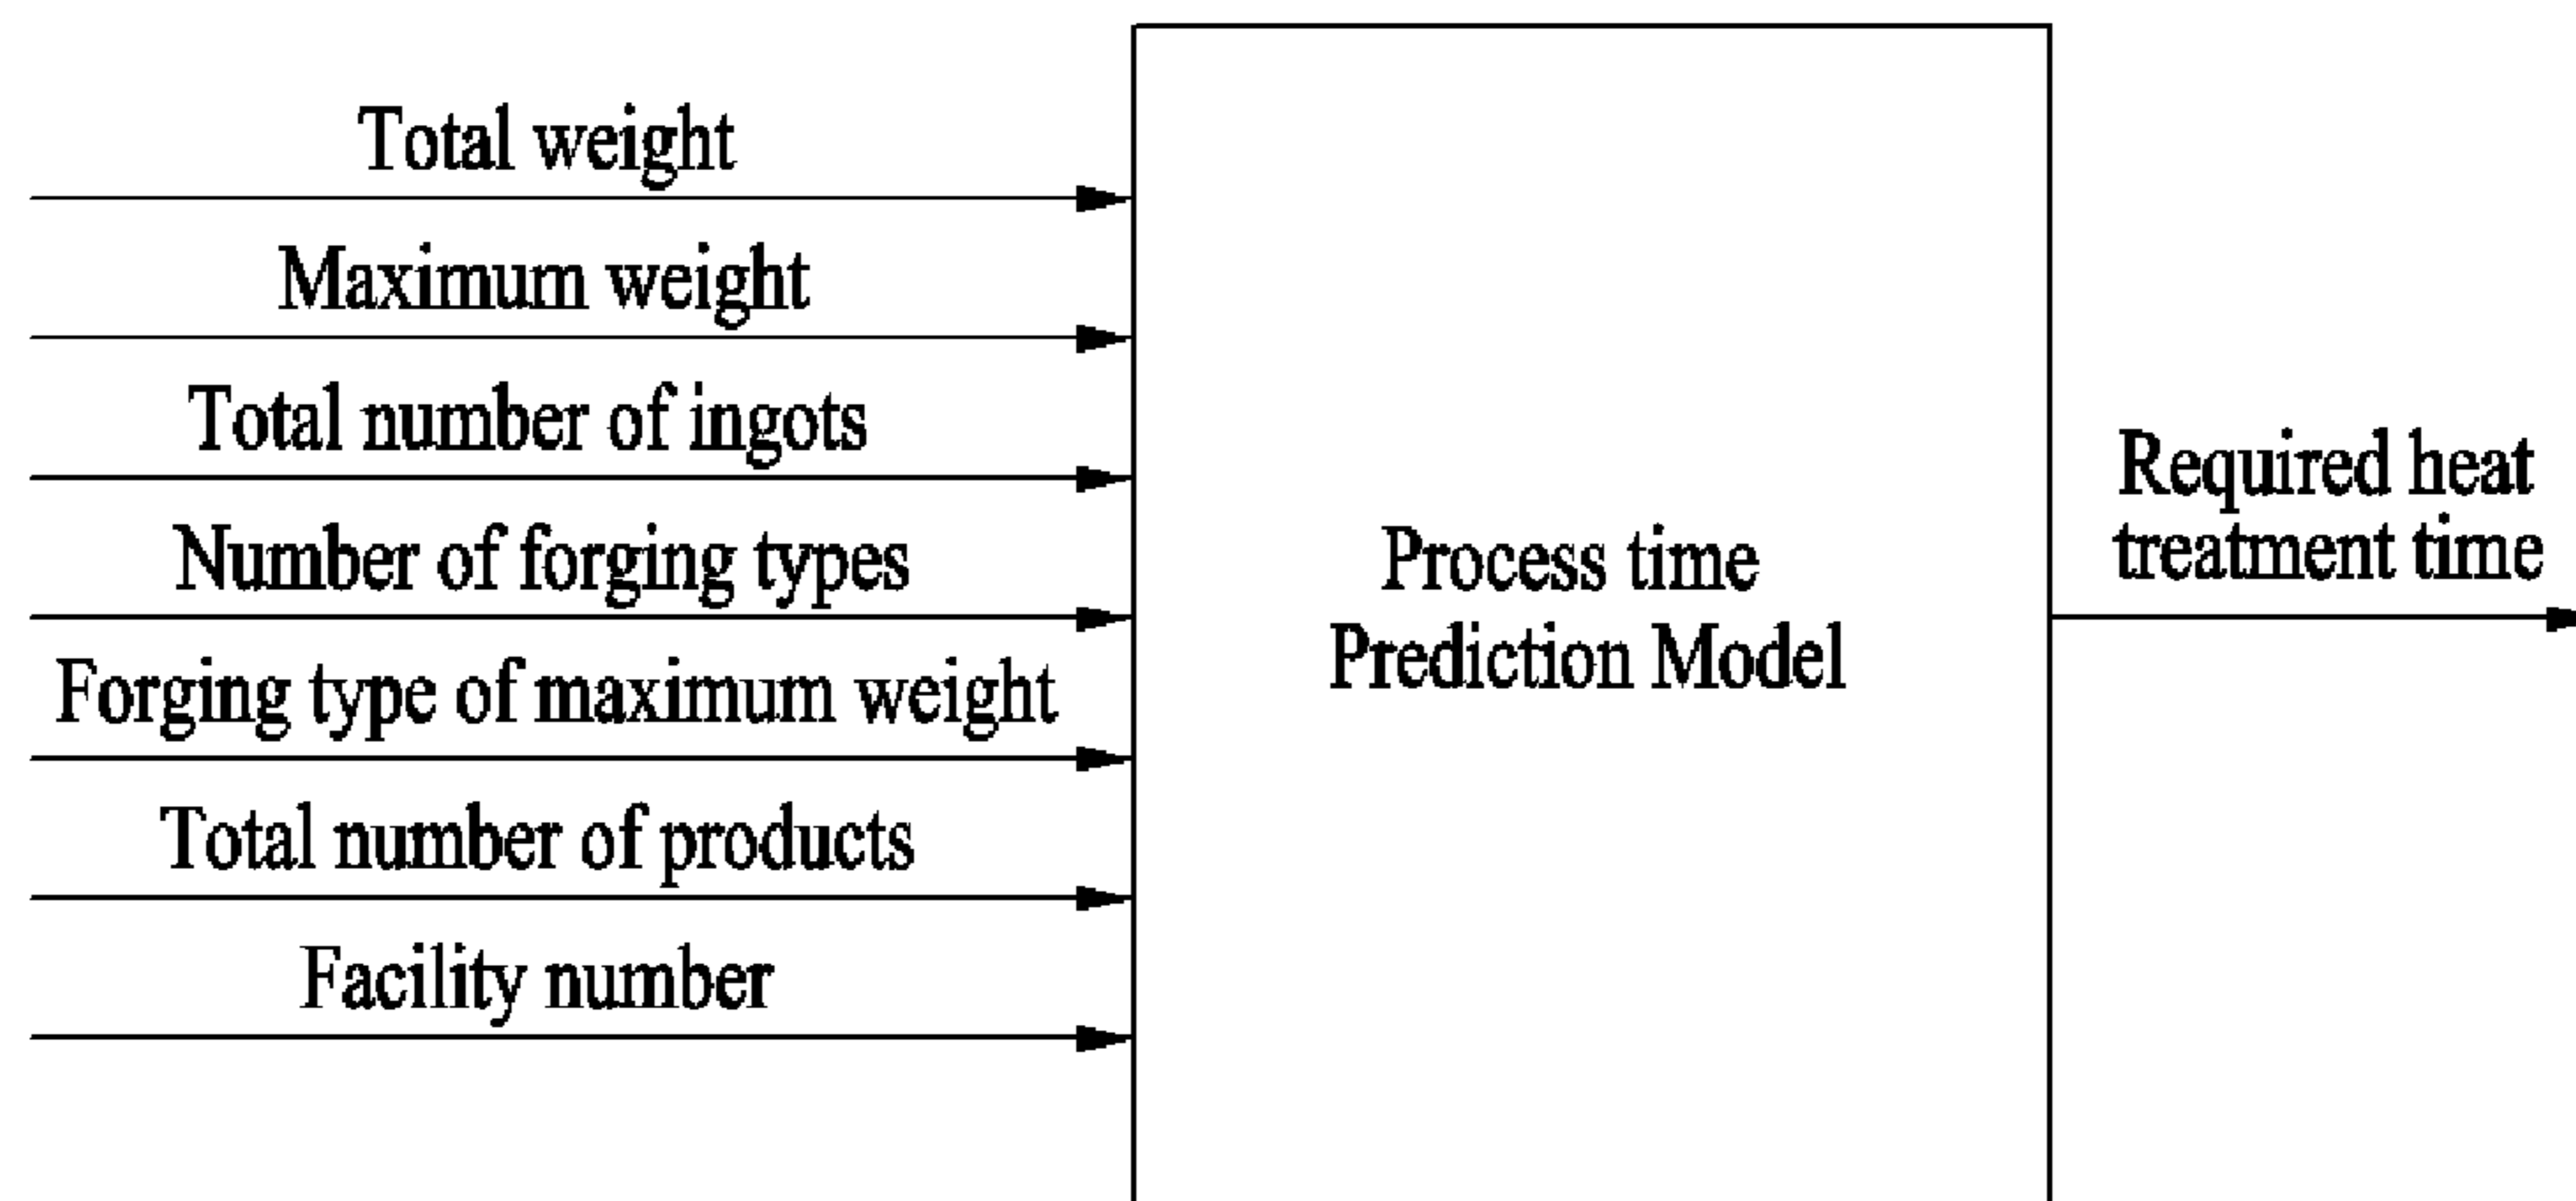 Total weight
Maximum weight
Total number of ingots
Number of forging types
Forging type of maximum weight
Total number of products
Facility number
Process time
Prediction Model
Required heat
treatment time